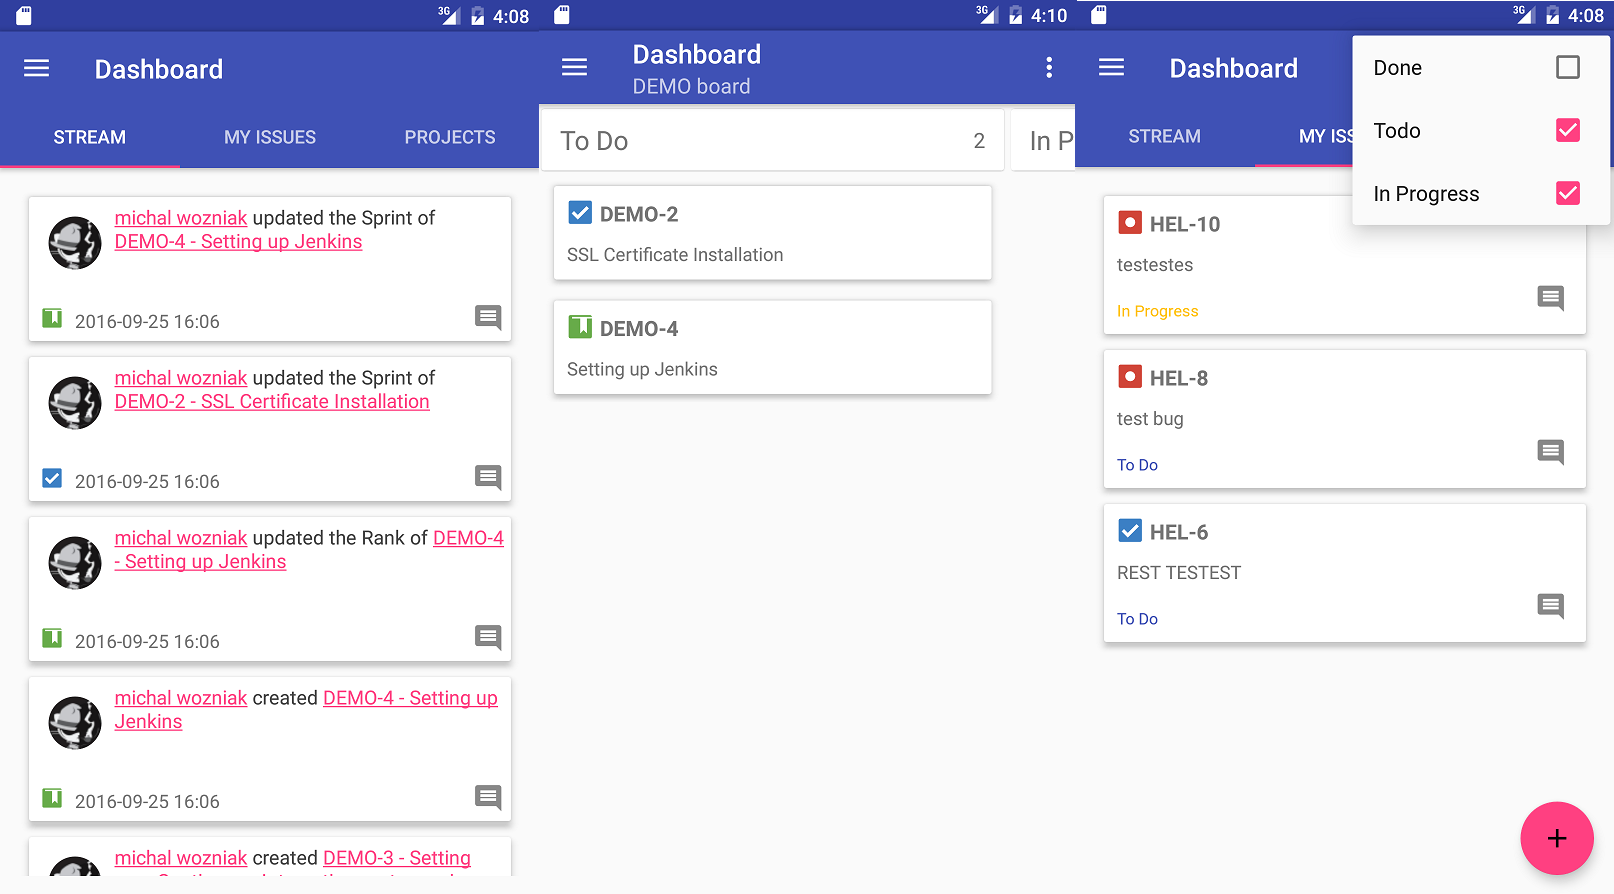 3G 4:08
Dashboard
STREAM MY ISSUES PROJECTS
michal wozniak updated the Sprint of
DEMO-4 - Setting up Jenkins
2016-09-25 16:06
michal wozniak updated the Sprint of
DEMO-2 - SSL Certificate Installation
2016-09-25 16:06
michal wozniak updated the Rank of DEMO-4
- Setting up Jenkins
2016-09-25 16:06
michal wozniak created DEMO-4 - Setting up
Jenkins
2016-09-25 16:06
michal wozniak created DEMO-3 - Setting
3G 4:10
Dashboard
DEMO board
To Do 2
In P
DEMO-2
SSL Certificate Installation
DEMO-4
Setting up Jenkins
3G 4:08
Dashboard
STREAM MY ISS
Done
Todo
In Progress
HEL-10
testestes
In Progress
HEL-8
test bug
To Do
HEL-6
REST TESTEST
To Do